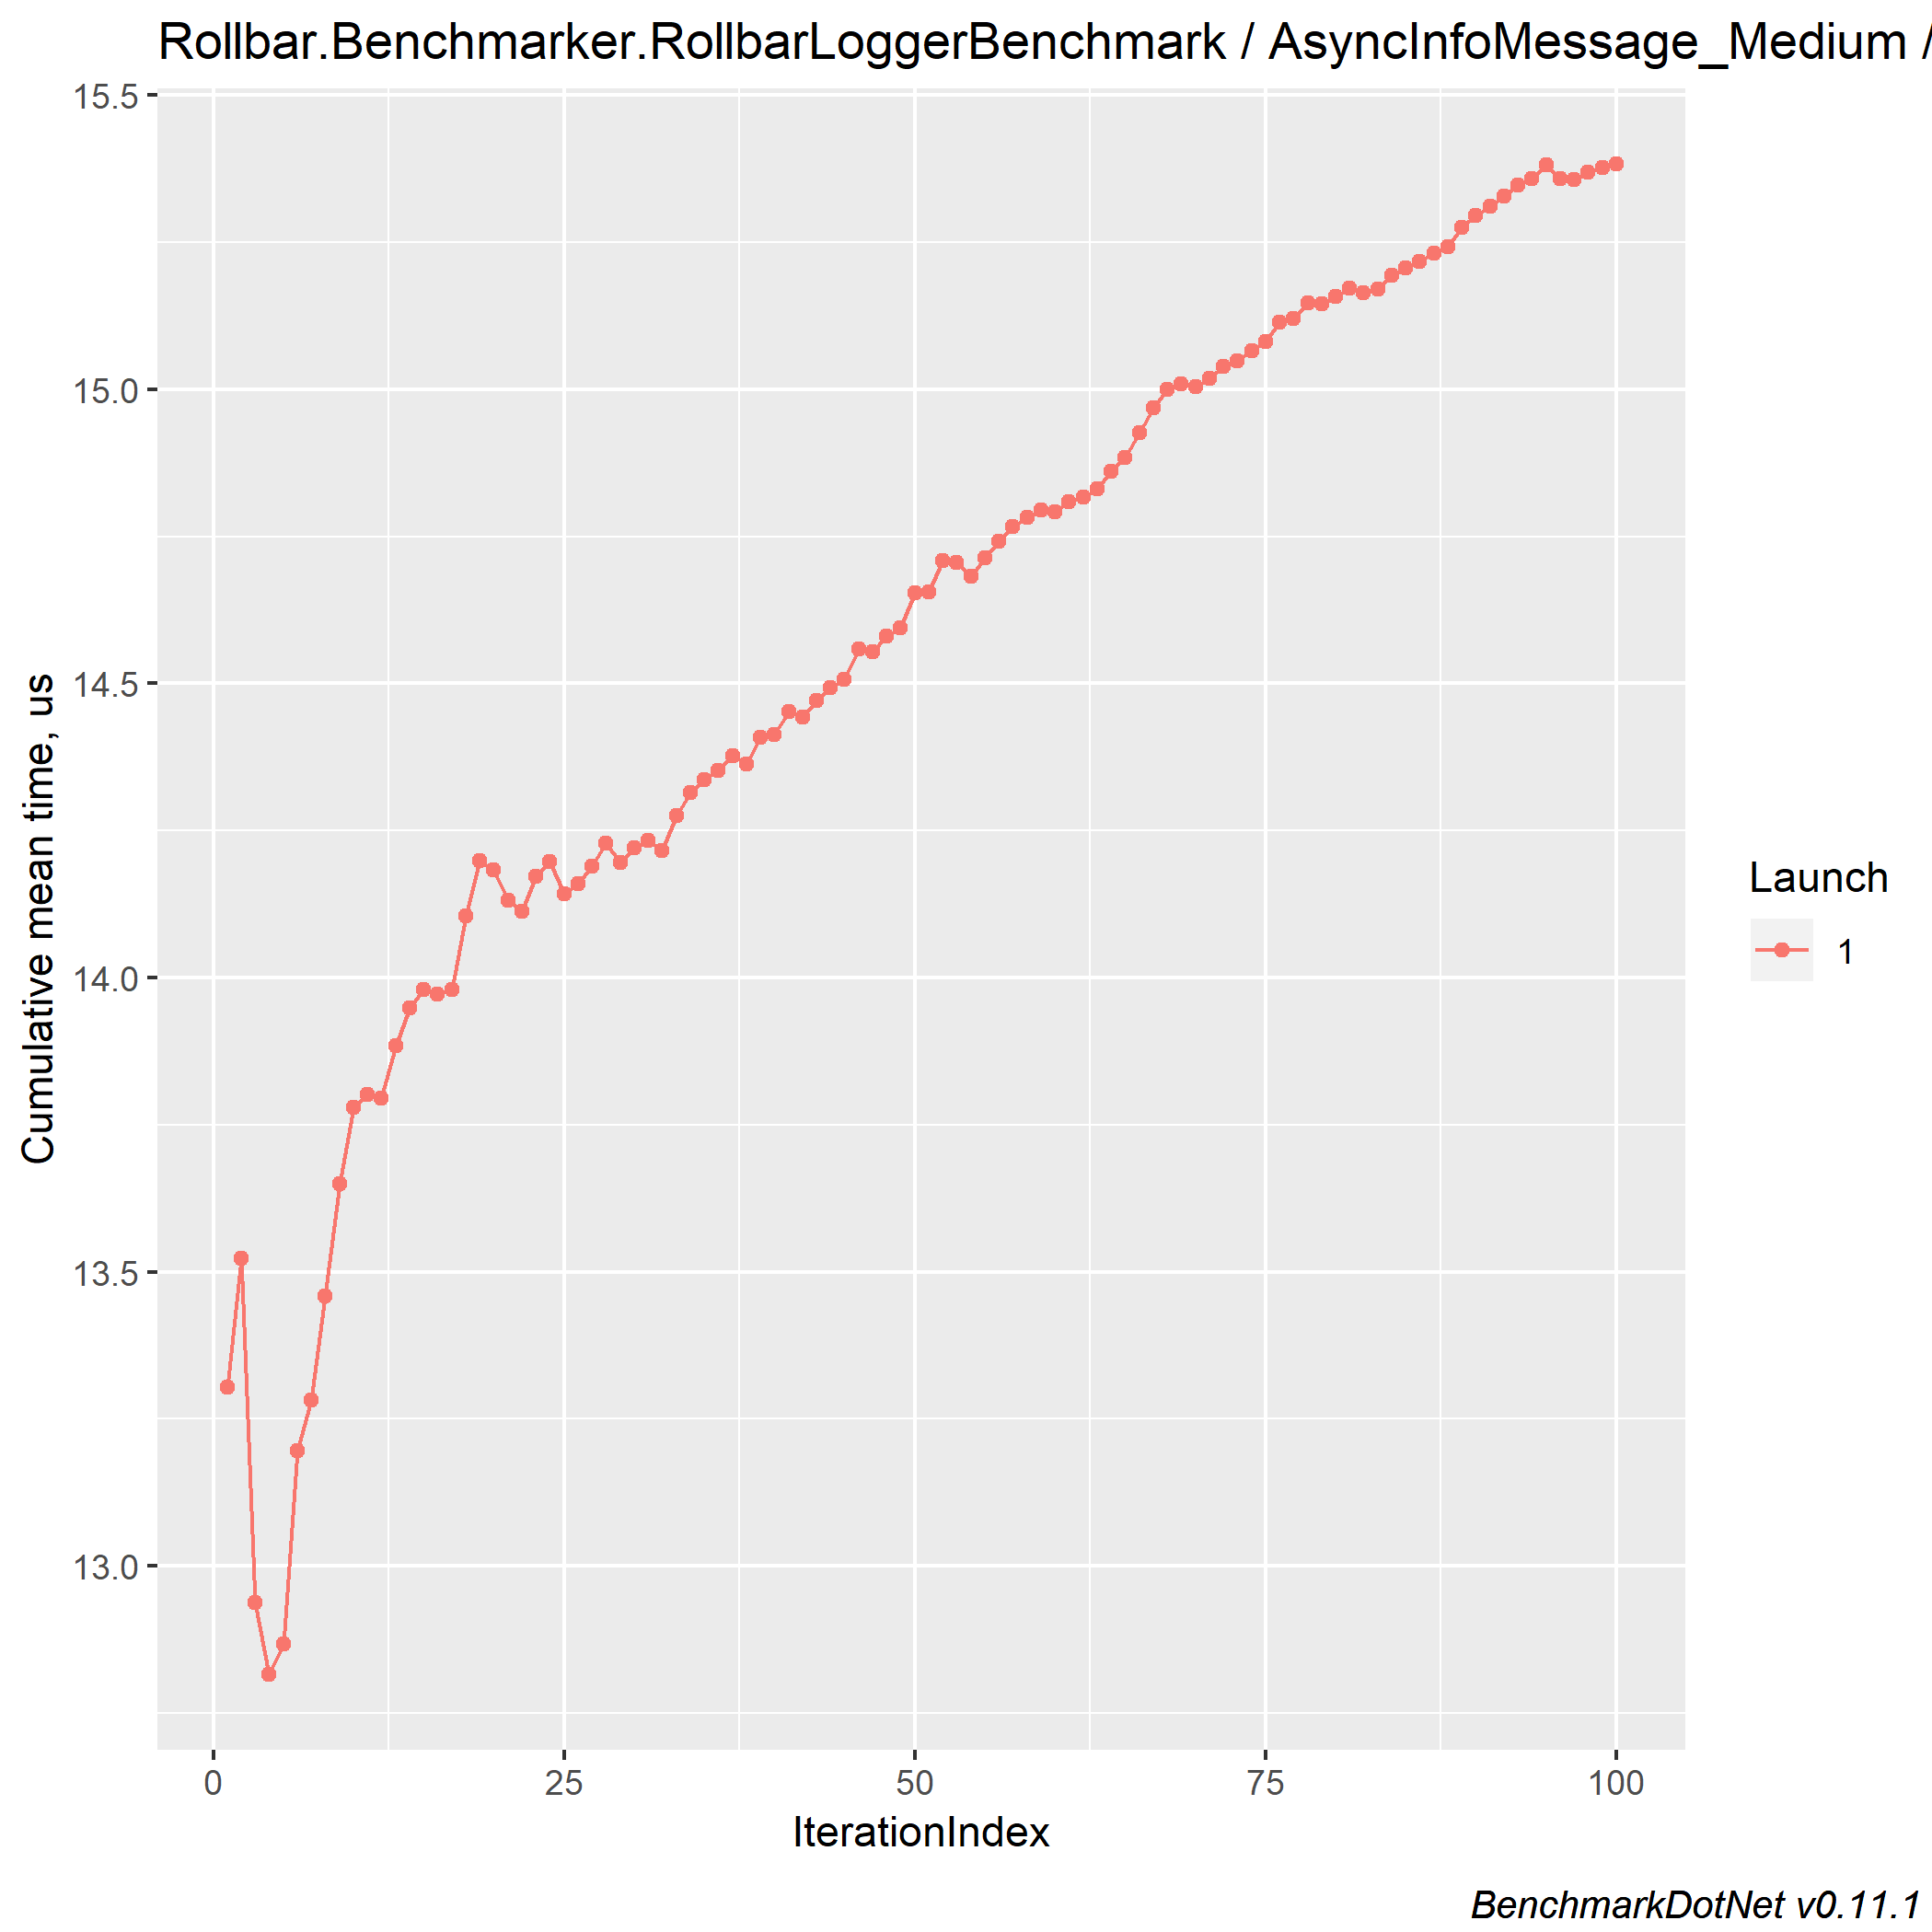 Rollbar.Benchmarker.RollbarLoggerBenchmark / AsyncInfoMessage_Medium /
15.5
15.0
14.5
14.0
13.5
13.0
Cumulative mean time, us
0 25 50 75 100
IterationIndex
Launch
1
BenchmarkDotNet v0.11.1